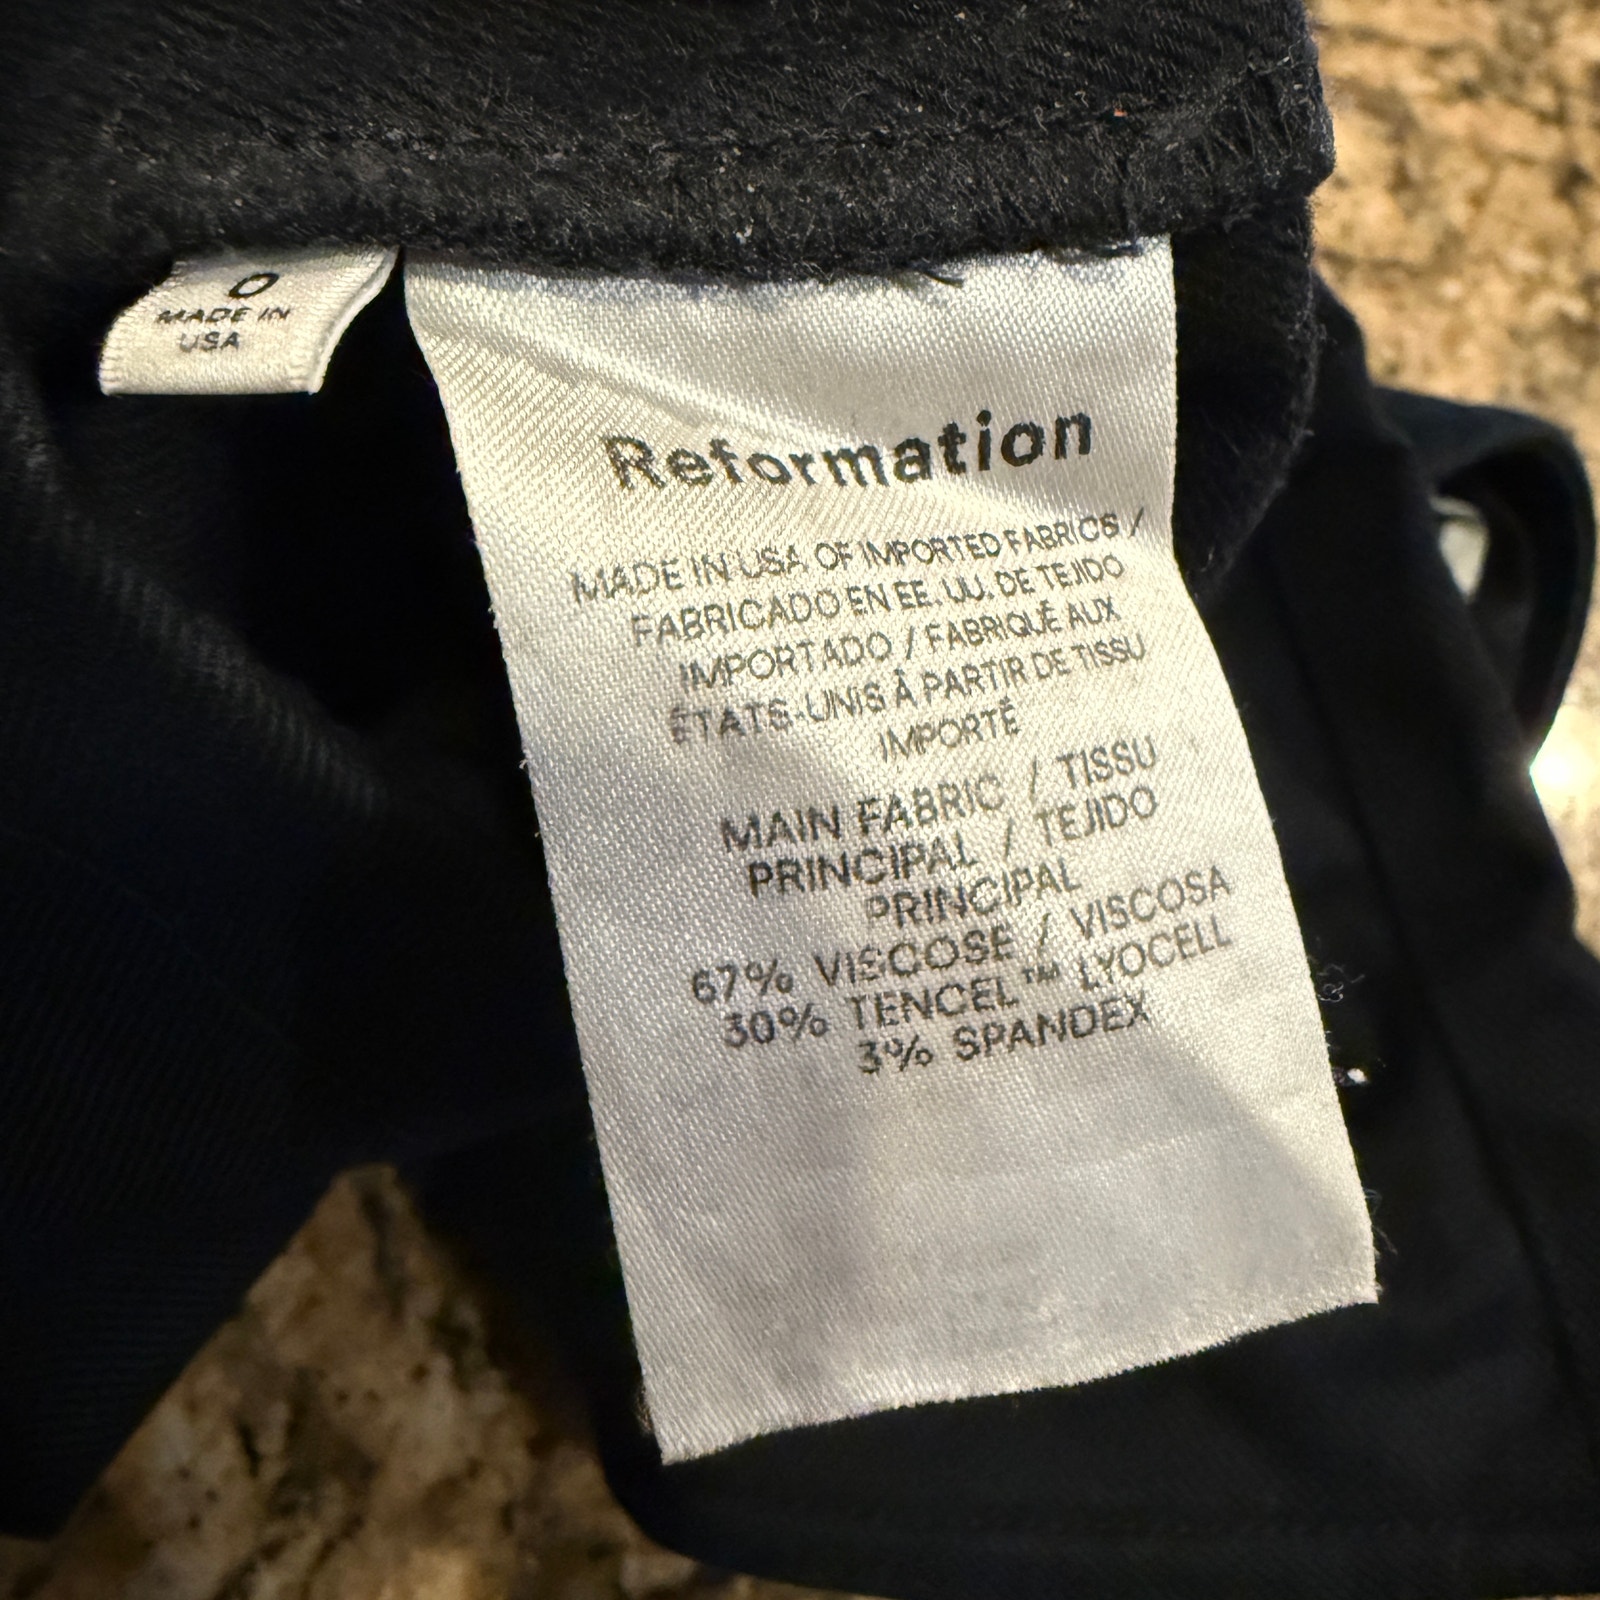 0
MADE IN
USA
Reformation
MADE IN USA OF IMPORTED FABRICS /
FABRICADO EN EE. UU. DE TEJIDO
IMPORTADO / FABRIQUÉ AUX
ÉTATS-UNIS À PARTIR DE TISSU
IMPORTÉ
MAIN FABRIC / TISSU
PRINCIPAL / TEJIDO
PRINCIPAL
67% VISCOSE / VISCOSA
30% TENCEL™ LYOCELL
3% SPANDEX